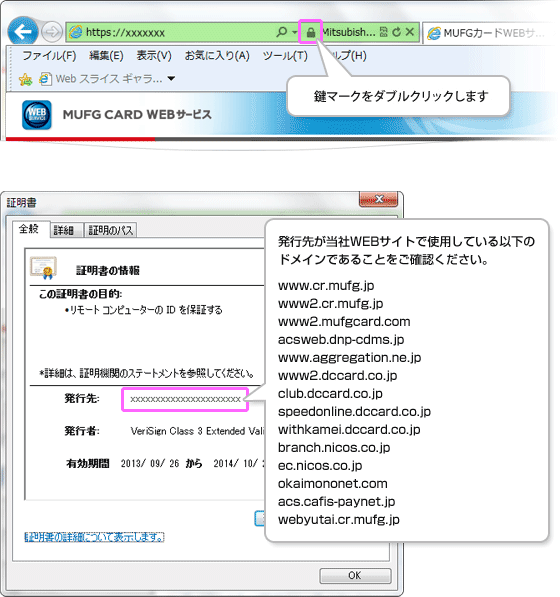 https://xxxxxxx
Mitsubish...
MUFGカードWEBサ...
ファイル(F) 編集(E) 表示(V) お気に入り(A) ツール(T) ヘルプ(H)
Web スライス ギャラ...
鍵マークをダブルクリックします
WEB
SERVICE
MUFG CARD WEBサービス
証明書
全般 詳細 証明のパス
証明書の情報
この証明書の目的:
•リモート コンピューターの ID を保証する
*詳細は、証明機関のステートメントを参照してください。
発行先: xxxxxxxxxxxxxxxxxxxxxx
発行者: VeriSign Class 3 Extended Vali
有効期間 2013/ 09/ 26 から 2014/ 10/
証明書の詳細について表示します。
OK
発行先が当社WEBサイトで使用している以下の
ドメインであることをご確認ください。
www.cr.mufg.jp
www2.cr.mufg.jp
www2.mufgcard.com
acsweb.dnp-cdms.jp
www.aggregation.ne.jp
www2.dccard.co.jp
club.dccard.co.jp
speedonline.dccard.co.jp
withkamei.dccard.co.jp
branch.nicos.co.jp
ec.nicos.co.jp
okaimononet.com
acs.cafis-paynet.jp
webyutai.cr.mufg.jp